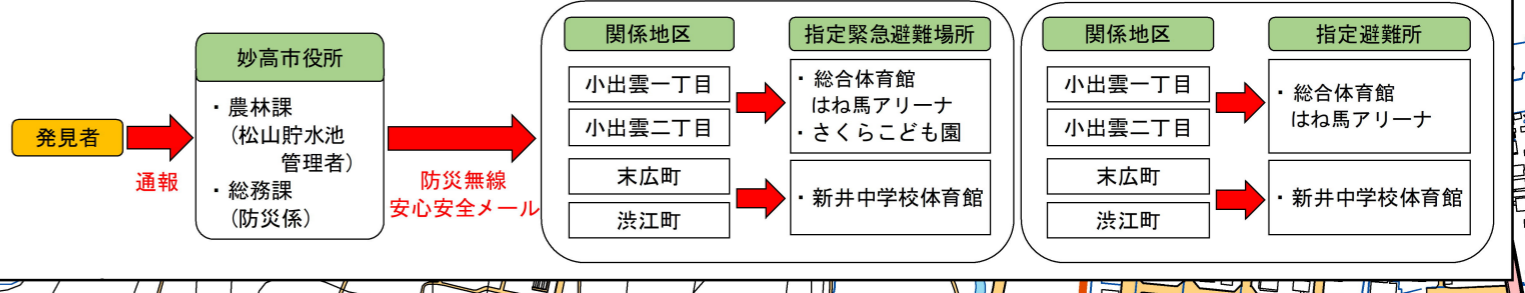 発見者
通報
妙高市役所
・農林課
（松山貯水池
管理者）
・総務課
（防災係）
防災無線
安心安全メール
関係地区
指定緊急避難場所
小出雲一丁目
小出雲二丁目
・総合体育館
はね馬アリーナ
・さくらこども園
末広町
渋江町
・新井中学校体育館
関係地区
指定避難所
小出雲一丁目
小出雲二丁目
・総合体育館
はね馬アリーナ
末広町
渋江町
・新井中学校体育館